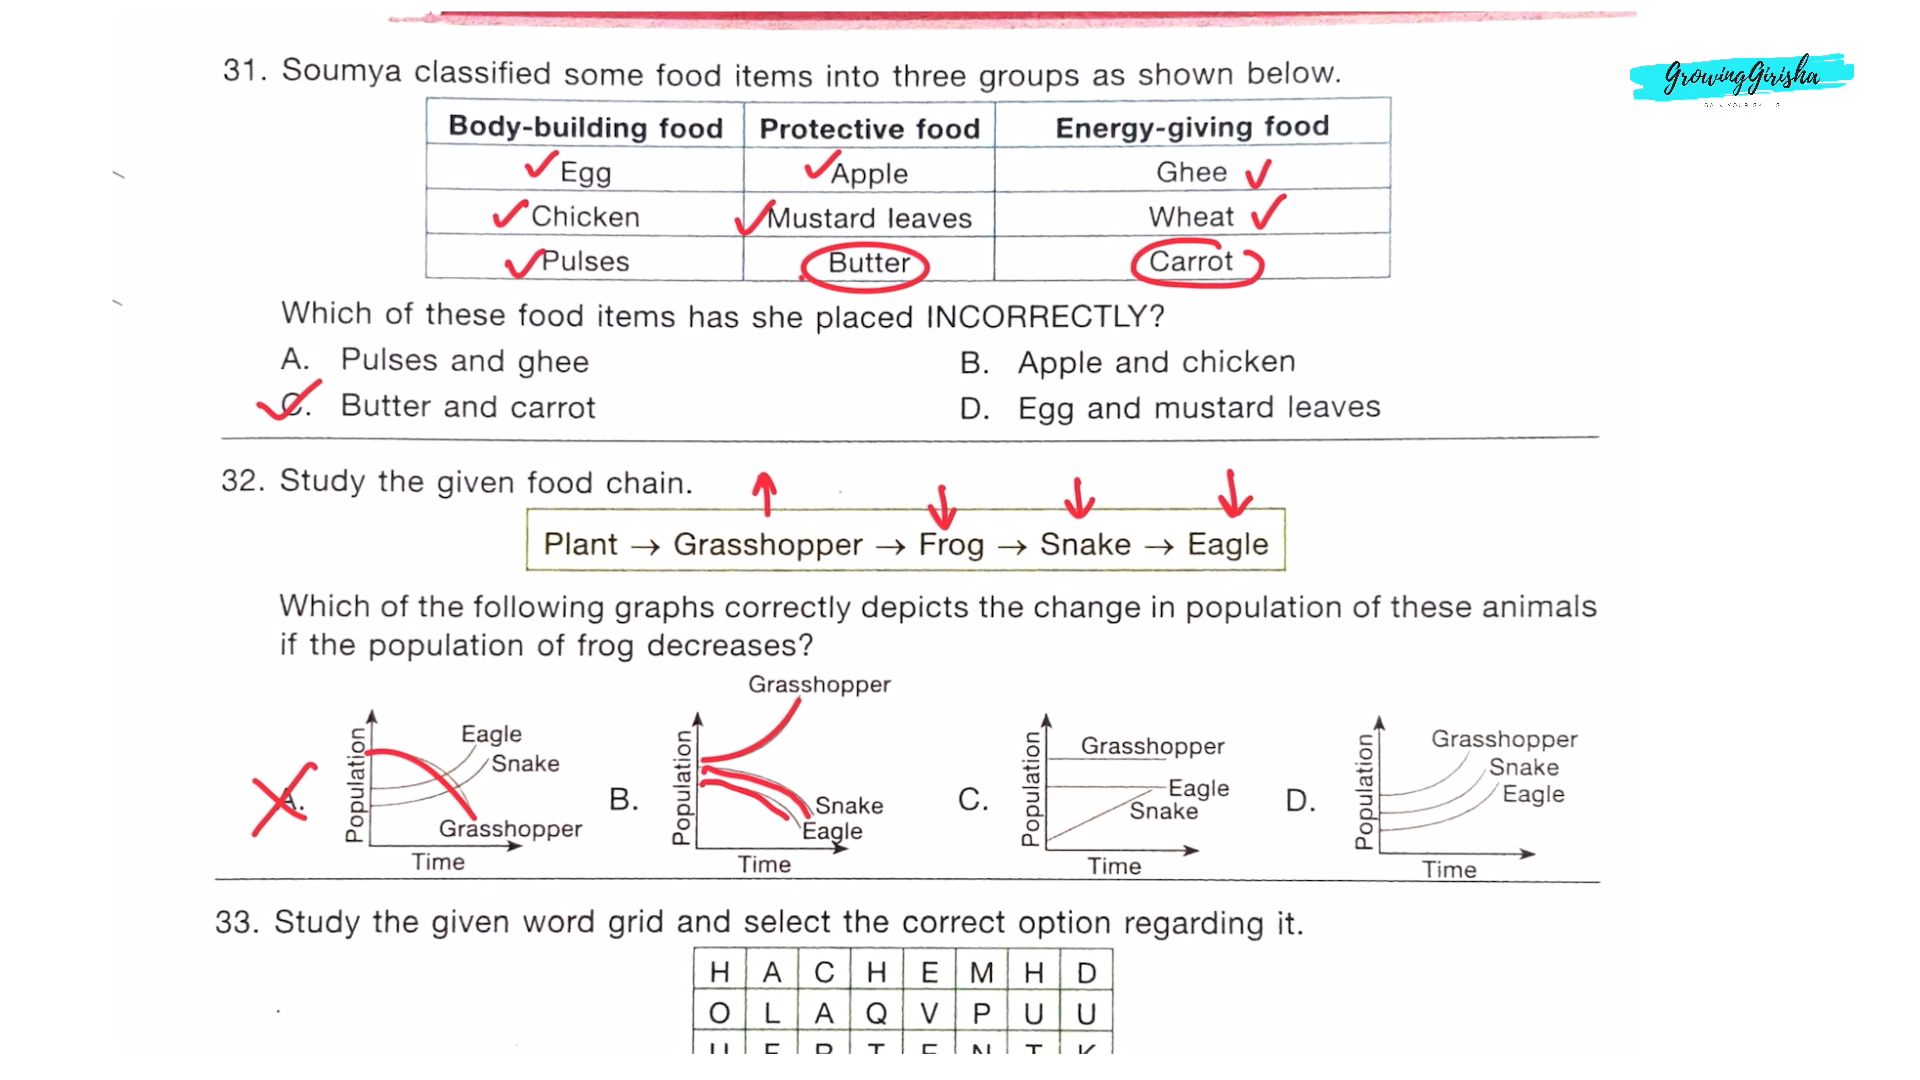 GrowingGirisha
GAIN YOUR SKILLS
31. Soumya classified some food items into three groups as shown below.
Body-building food Protective food Energy-giving food
Egg Apple Ghee
Chicken Mustard leaves Wheat
Pulses Butter Carrot
Which of these food items has she placed INCORRECTLY?
A. Pulses and ghee B. Apple and chicken
C. Butter and carrot D. Egg and mustard leaves
32. Study the given food chain.
Plant → Grasshopper → Frog → Snake → Eagle
Which of the following graphs correctly depicts the change in population of these animals
if the population of frog decreases?
A. Population Eagle Snake Grasshopper Time
B. Population Grasshopper Snake Eagle Time
C. Population Grasshopper Eagle Snake Time
D. Population Grasshopper Snake Eagle Time
33. Study the given word grid and select the correct option regarding it.
H A C H E M H D
O L A Q V P U U